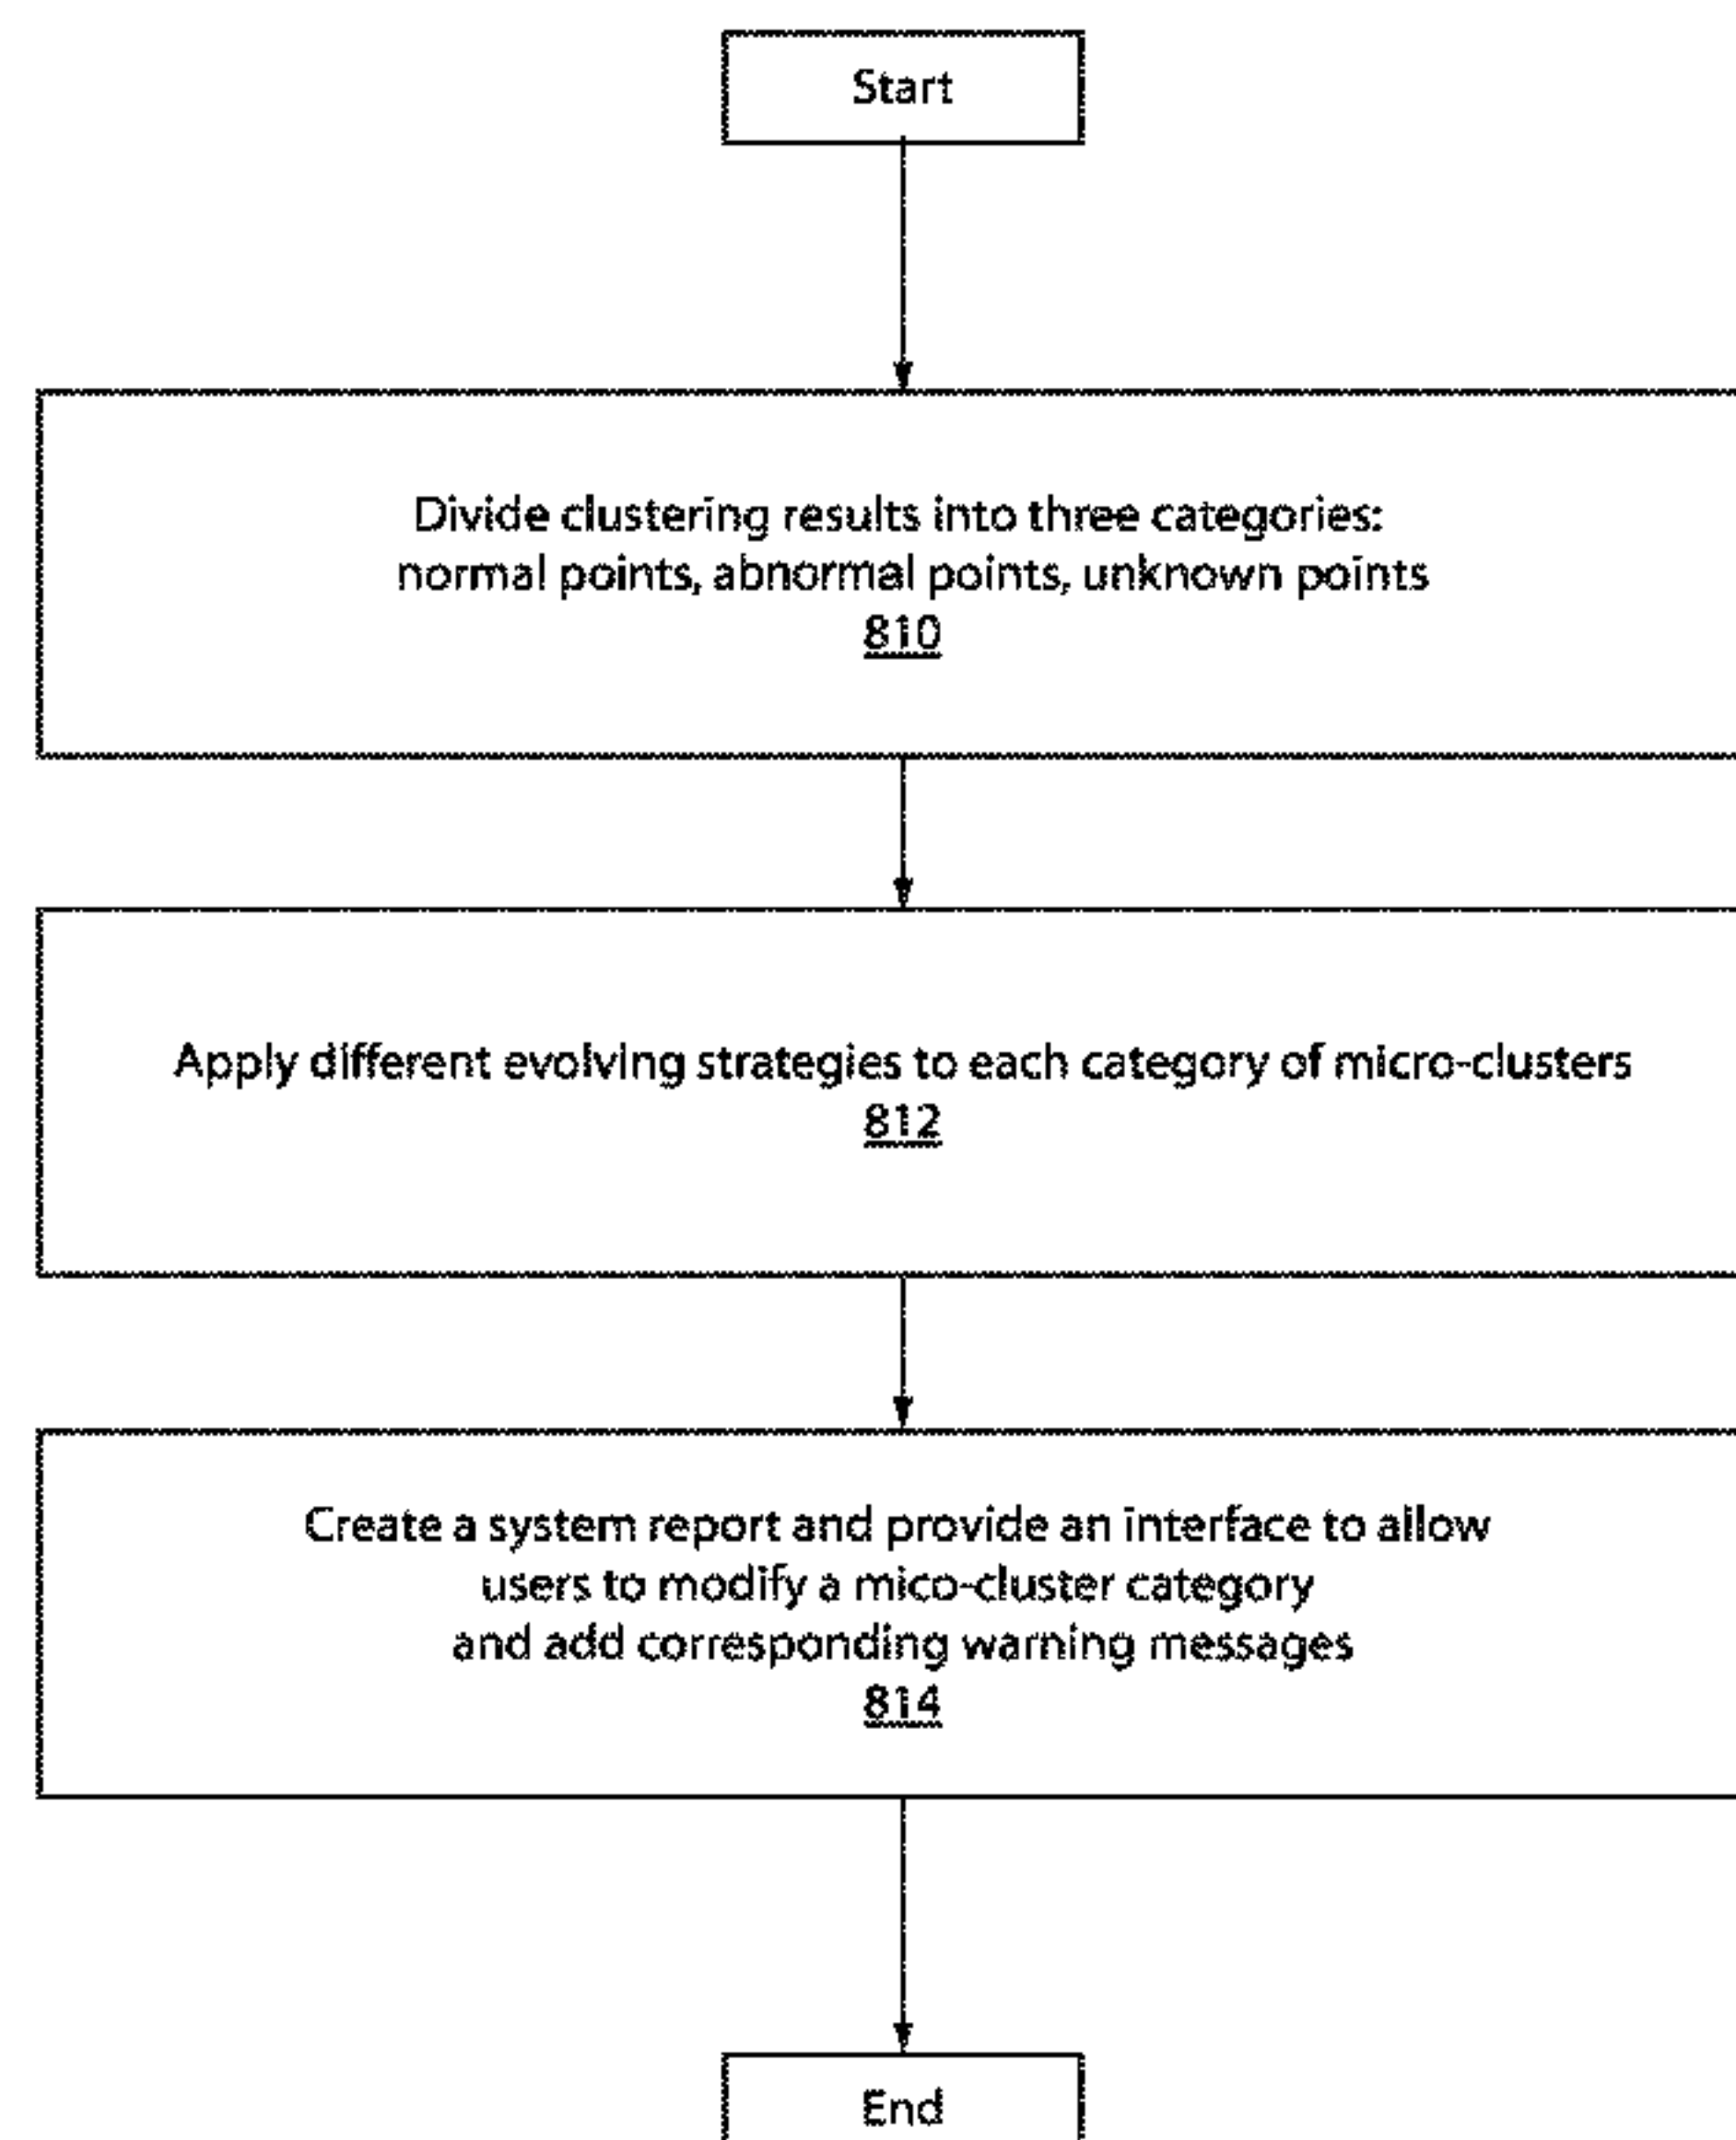 Start
Divide clustering results into three categories:
normal points, abnormal points, unknown points
810
Apply different evolving strategies to each category of micro-clusters
812
Create a system report and provide an interface to allow
users to modify a mico-cluster category
and add corresponding warning messages
814
End